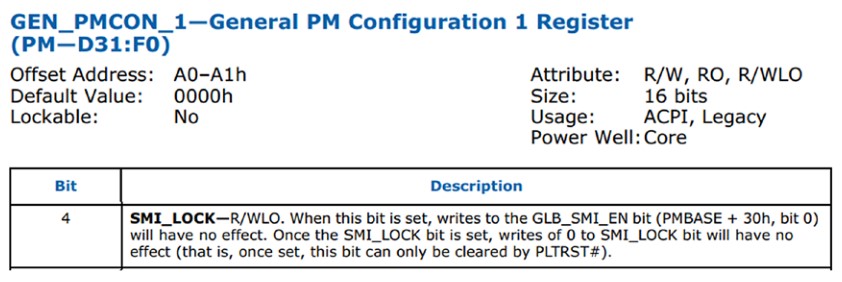 GEN_PMCON_1—General PM Configuration 1 Register
(PM—D31:F0)
Offset Address: A0–A1h Attribute: R/W, RO, R/WLO
Default Value: 0000h Size: 16 bits
Lockable: No Usage: ACPI, Legacy
Power Well: Core
Bit Description
4 SMI_LOCK—R/WLO. When this bit is set, writes to the GLB_SMI_EN bit (PMBASE + 30h, bit 0)
will have no effect. Once the SMI_LOCK bit is set, writes of 0 to SMI_LOCK bit will have no
effect (that is, once set, this bit can only be cleared by PLTRST#).